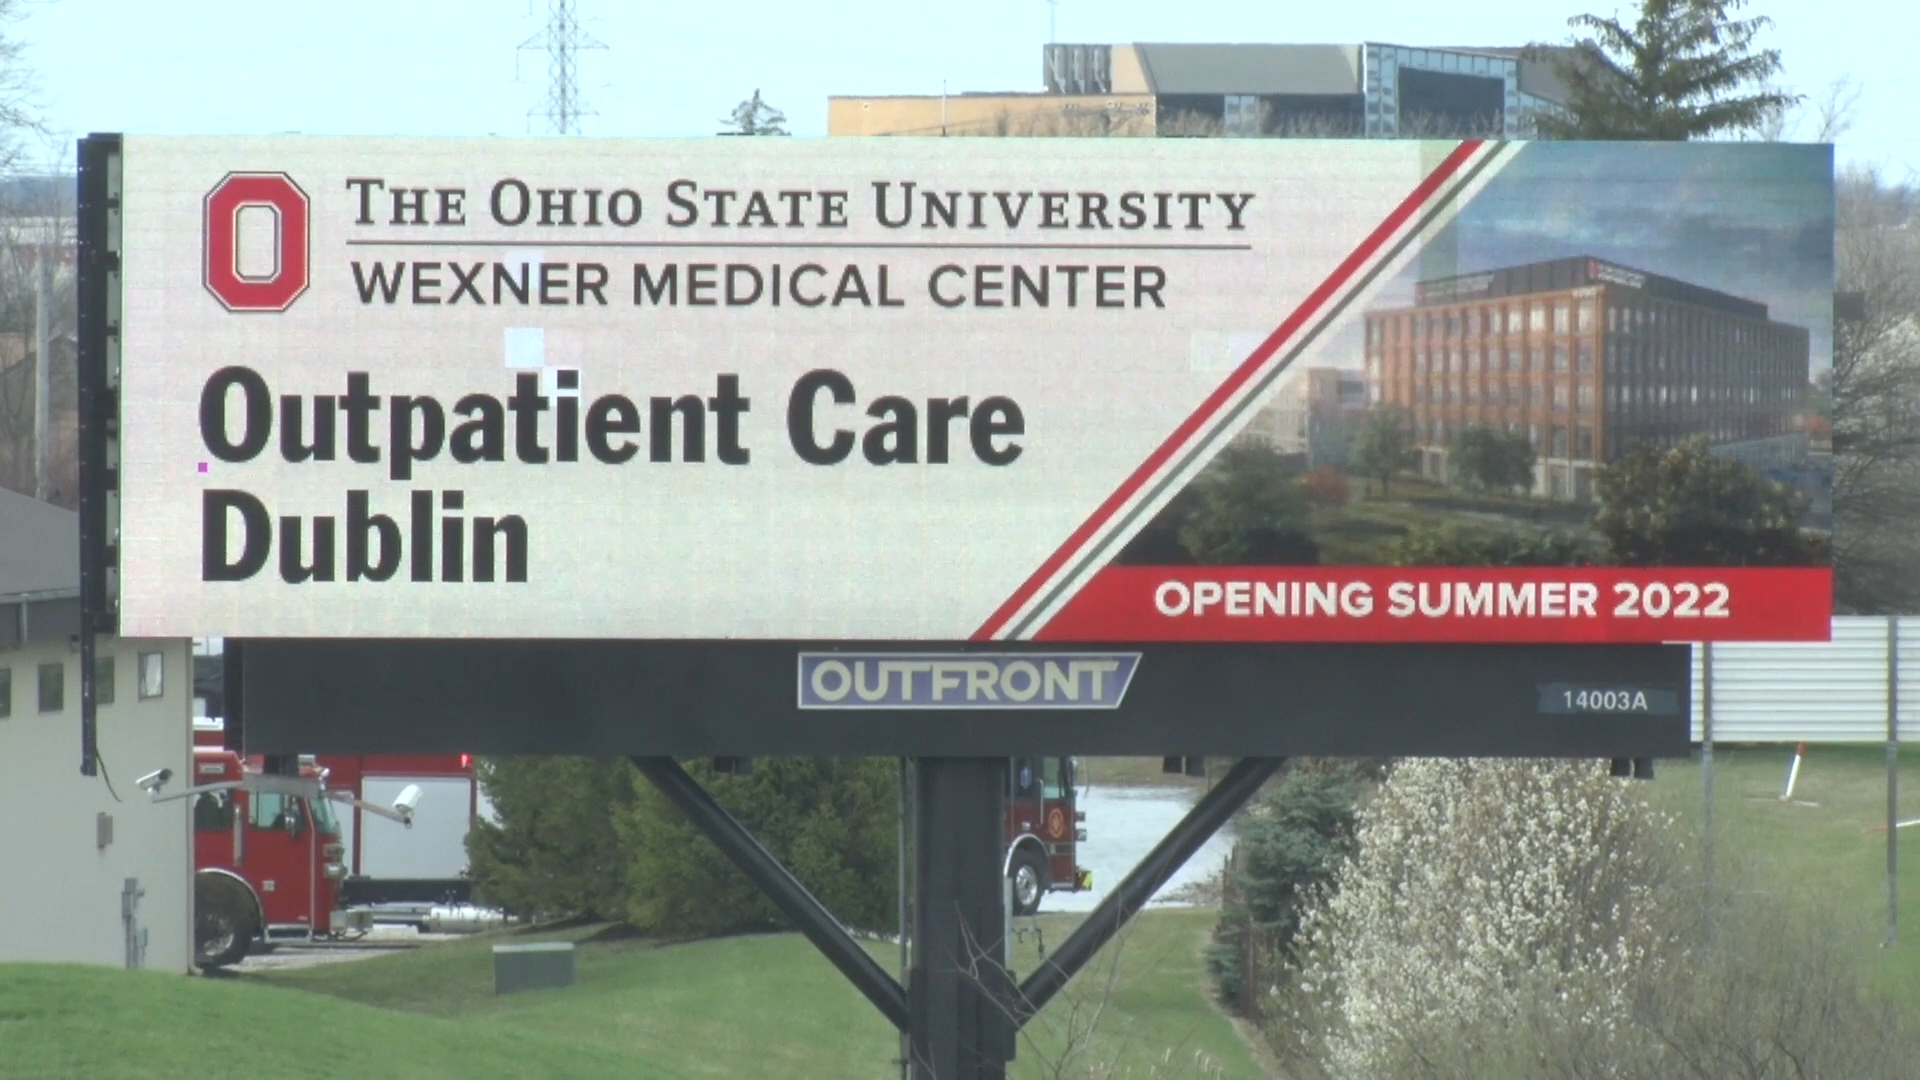 THE OHIO STATE UNIVERSITY
WEXNER MEDICAL CENTER
Outpatient Care
Dublin
OPENING SUMMER 2022
OUTFRONT
14003A